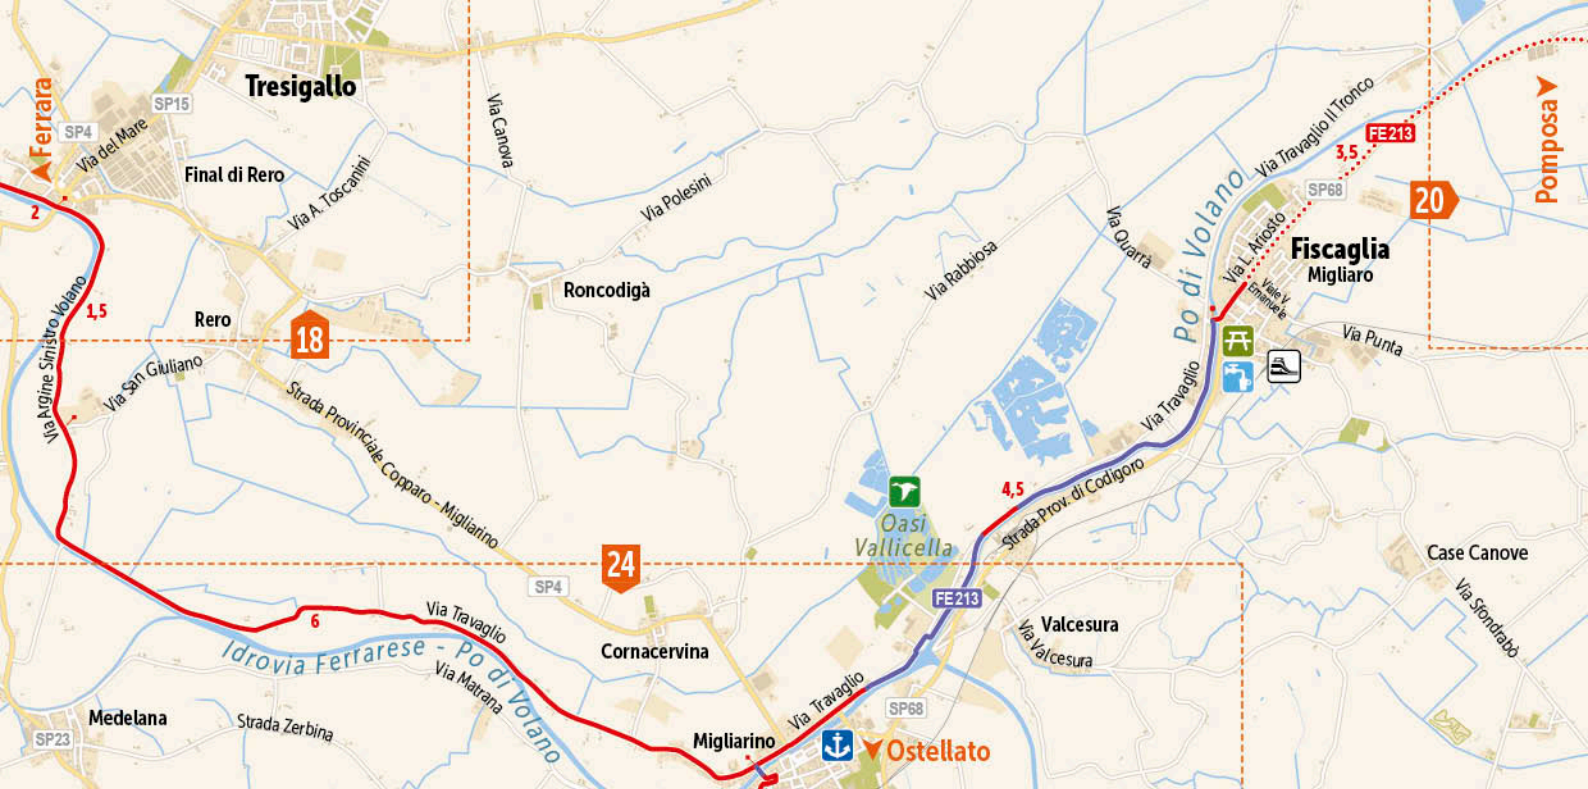 Tresigallo
Ferrara
SP15
SP4
Via del Mare
Final di Rero
Via A. Toscanini
2
1,5
Via Argine Sinistro Volano
Via Canova
Via Polesini
Roncodigà
Rero
18
Via San Giuliano
Strada Provinciale Copparo - Migliarino
Via Rabbiosa
Via Quarrà
Po di Volano
Via Travaglio II Tronco
3,5
FE213
SP68
20
Pomposa
Via L. Ariosto
Fiscaglia
Migliaro
Viale V.
Emanuele
Via Punta
Via Travaglio
4,5
Strada Prov. di Codigoro
Oasi
Vallicella
24
SP4
FE213
Case Canove
Via Sfondrabò
Valcesura
Via Valcesura
6
Via Travaglio
Idrovia Ferrarese - Po di Volano
Via Matrana
Cornacervina
Medelana
SP23
Strada Zerbina
Migliarino
Via Travaglio
SP68
Ostellato